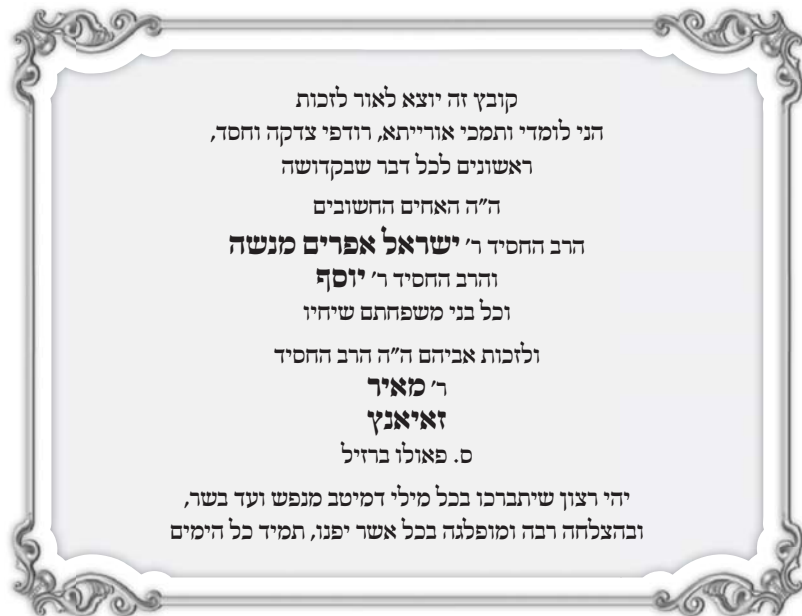 קובץ זה יוצא לאור לזכות
הני לומדי ותמכי אורייתא, רודפי צדקה וחסד,
ראשונים לכל דבר שבקדושה
ה״ה האחים החשובים
הרב החסיד ר׳ ישראל אפרים מנשה
והרב החסיד ר׳ יוסף
וכל בני משפחתם שיחיו
ולזכות אביהם ה״ה הרב החסיד
ר׳ מאיר
זאיאנץ
ס. פאולו ברזיל
יהי רצון שיתברכו בכל מילי דמיטב מנפש ועד בשר,
ובהצלחה רבה ומופלגה בכל אשר יפנו, תמיד כל הימים